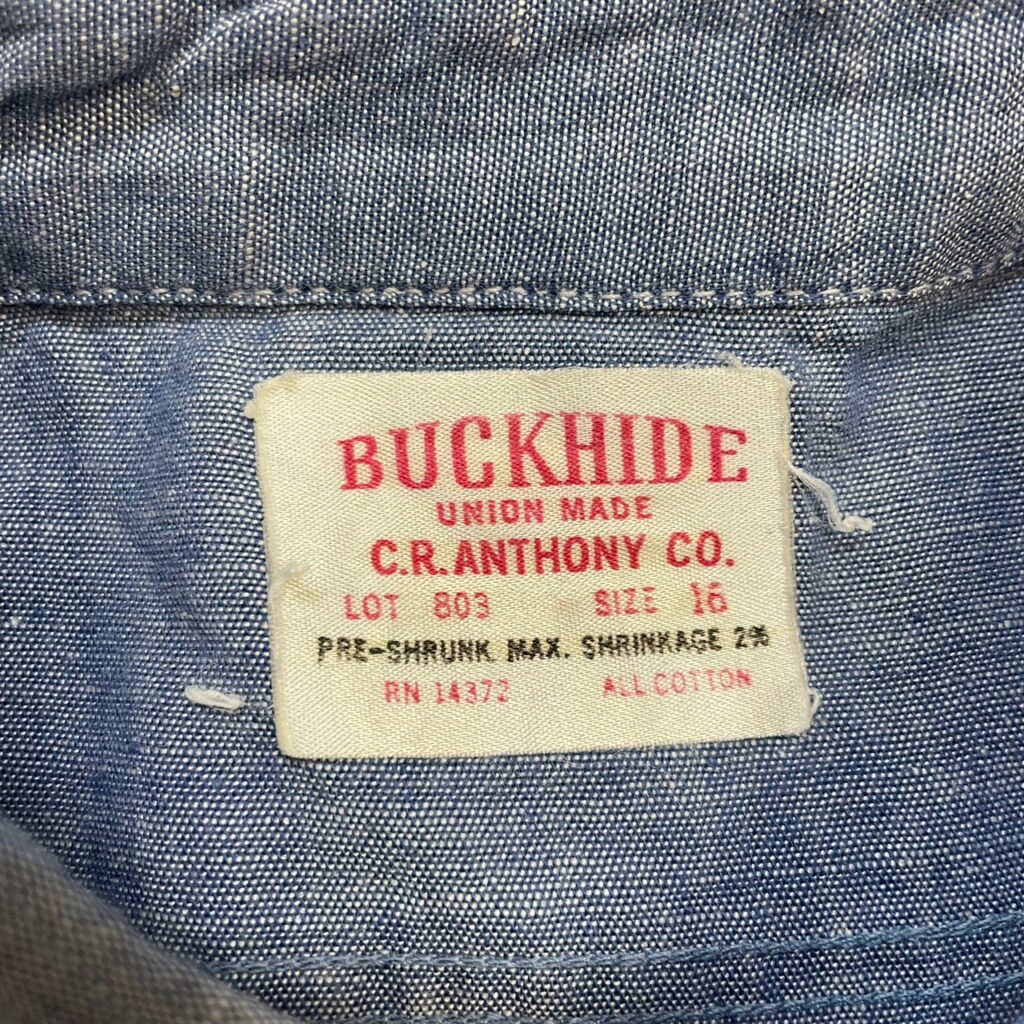 BUCKHIDE
UNION MADE
C.R. ANTHONY CO.
LOT 803 SIZE 16
PRE-SHRUNK MAX. SHRINKAGE 2%
RN 14372 ALL COTTON